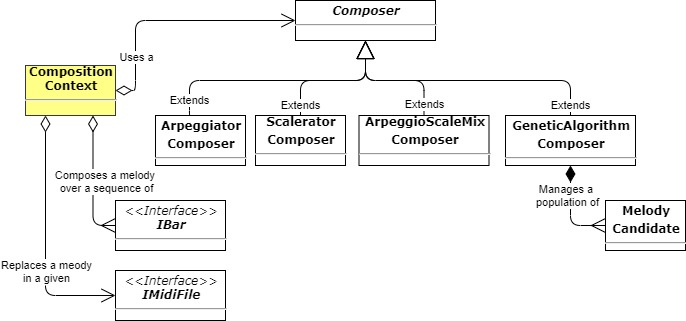 Composer
Uses a
Composition
Context
Extends
Extends
Extends
Extends
Arpeggiator
Composer
Scalerator
Composer
ArpeggioScaleMix
Composer
GeneticAlgorithm
Composer
Composes a melody
over a sequence of
Manages a
population of
<<Interface>>
IBar
Melody
Candidate
Replaces a meody
in a given
<<Interface>>
IMidiFile